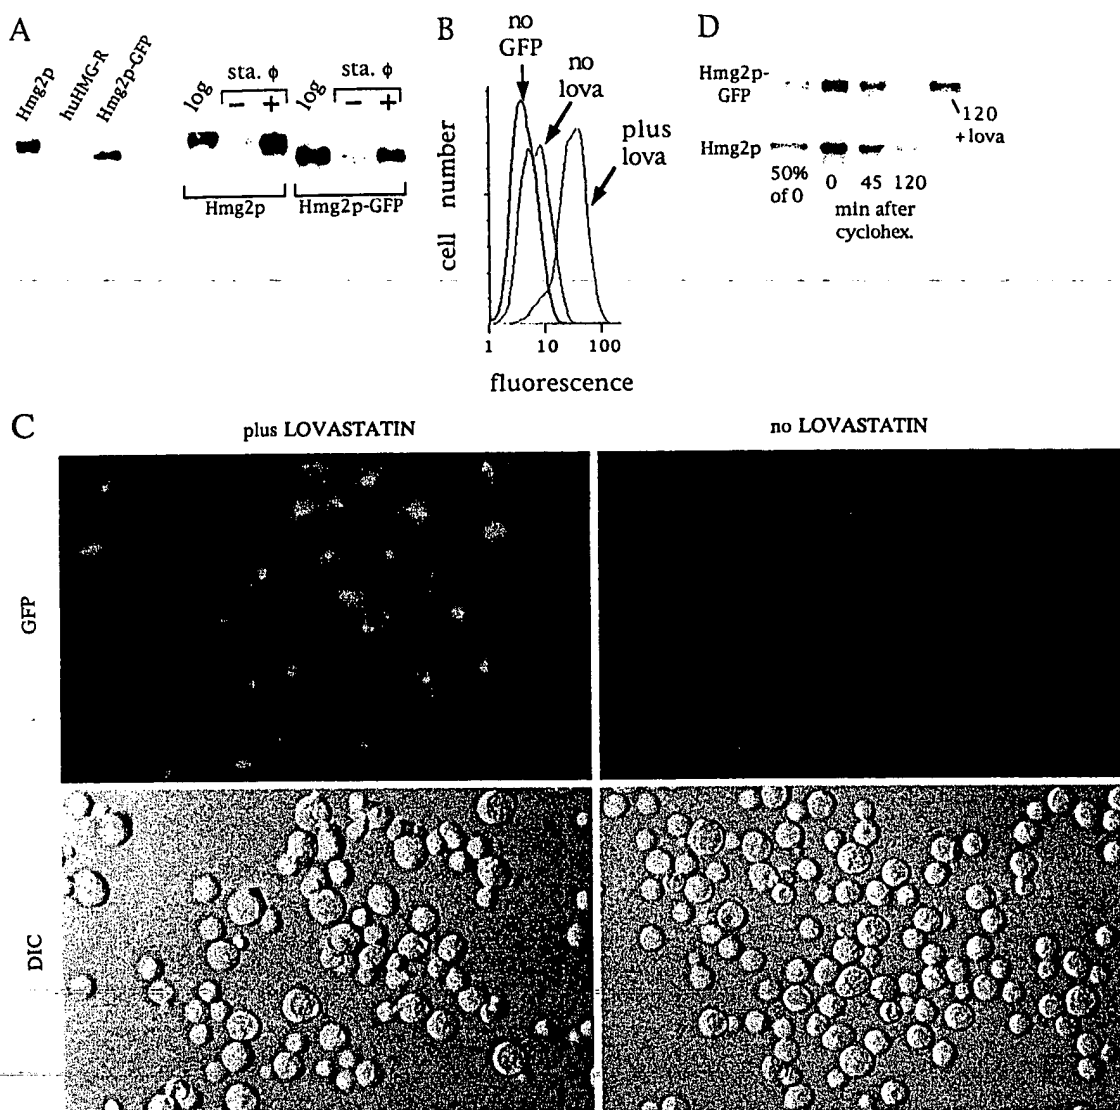 A
Hmg2p
huHMG-R
Hmg2p-GFP
log
sta. ϕ
− +
log
sta. ϕ
− +
Hmg2p
Hmg2p-GFP
B
no
GFP
no
lova
plus
lova
cell number
1 10 100
fluorescence
D
Hmg2p-
GFP
120
+ lova
Hmg2p
50%
of 0
0 45 120
min after
cyclohex.
C
plus LOVASTATIN
no LOVASTATIN
GFP
DIC